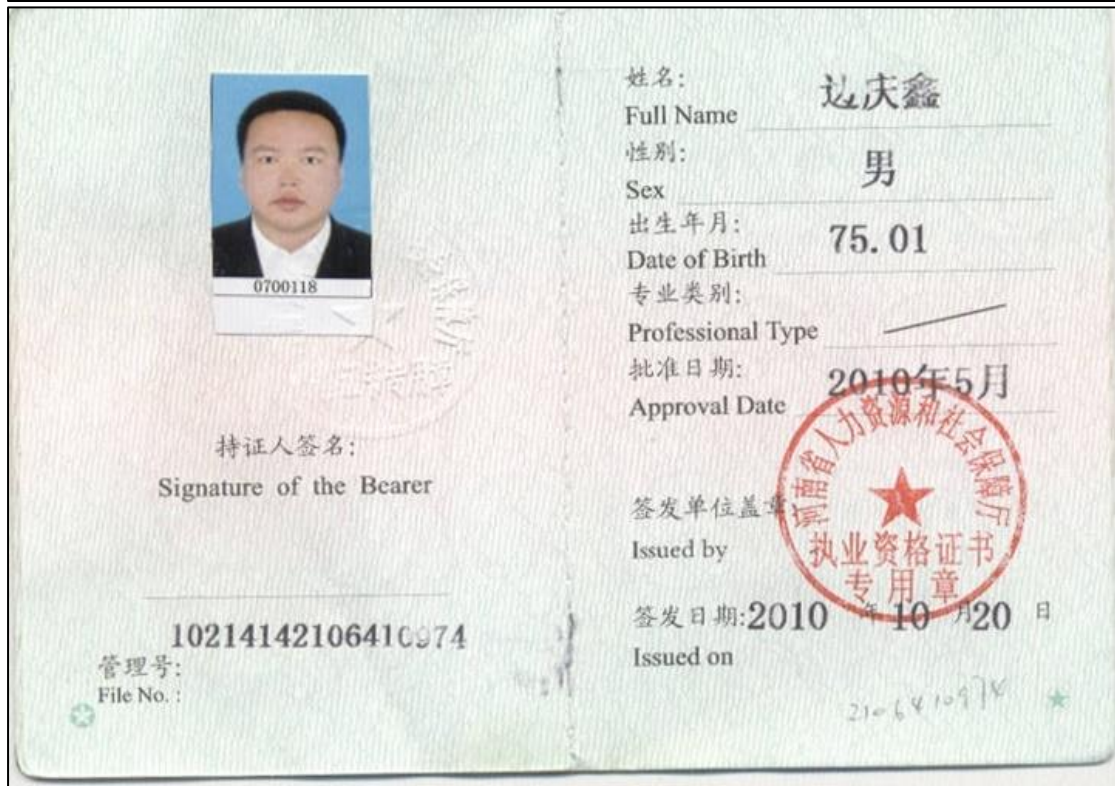 0700118
持证人签名:
Signature of the Bearer
10214142106410974
管理号:
File No. :
姓名:
Full Name
边庆鑫
性别:
Sex
男
出生年月:
Date of Birth
75.01
专业类别:
Professional Type
批准日期:
Approval Date
2010年5月
签发单位盖章
Issued by
河南省人力资源和社会保障厅
执业资格证书
专用章
签发日期:2010 年 10 月 20 日
Issued on
2106410974